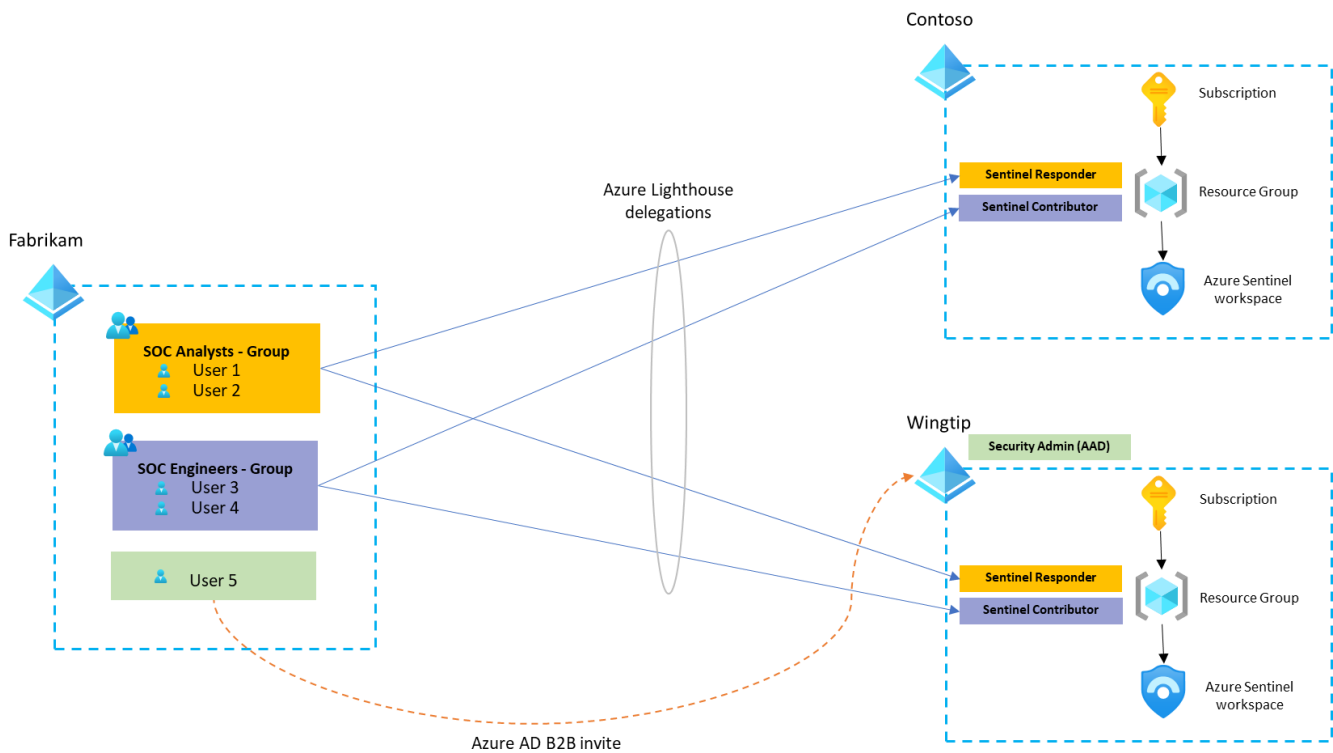 Contoso
Subscription
Sentinel Responder
Resource Group
Sentinel Contributor
Azure Sentinel
workspace
Azure Lighthouse
delegations
Fabrikam
SOC Analysts - Group
User 1
User 2
SOC Engineers - Group
User 3
User 4
User 5
Wingtip
Security Admin (AAD)
Subscription
Sentinel Responder
Resource Group
Sentinel Contributor
Azure Sentinel
workspace
Azure AD B2B invite